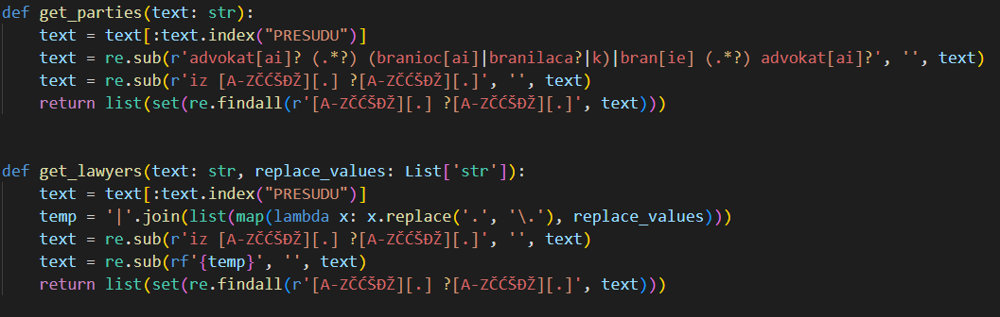 def get_parties(text: str):
    text = text[:text.index("PRESUDU")]
    text = re.sub(r'advokat[ai]? (.*?) (branioc[ai]|branilaca?|k)|bran[ie] (.*?) advokat[ai]?', '', text)
    text = re.sub(r'iz [A-ZČĆŠĐŽ][.] ?[A-ZČĆŠĐŽ][.]', '', text)
    return list(set(re.findall(r'[A-ZČĆŠĐŽ][.] ?[A-ZČĆŠĐŽ][.]', text)))
def get_lawyers(text: str, replace_values: List['str']):
    text = text[:text.index("PRESUDU")]
    temp = '|'.join(list(map(lambda x: x.replace('.', '\.'), replace_values)))
    text = re.sub(r'iz [A-ZČĆŠĐŽ][.] ?[A-ZČĆŠĐŽ][.]', '', text)
    text = re.sub(rf'{temp}', '', text)
    return list(set(re.findall(r'[A-ZČĆŠĐŽ][.] ?[A-ZČĆŠĐŽ][.]', text)))